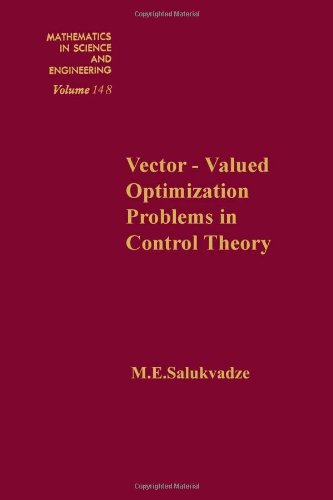 MATHEMATICS
IN SCIENCE
AND
ENGINEERING
Volume 148
Vector - Valued
Optimization
Problems in
Control Theory
M.E.Salukvadze